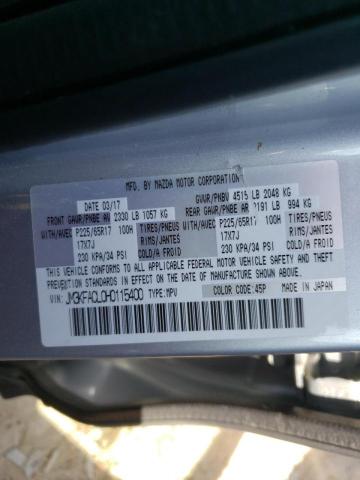 MFD. BY MAZDA MOTOR CORPORATION
DATE 03/17 GVWR/PNBV 4515 LB 2048 KG
FRONT GAWR/PNBE AV 2330 LB 1057 KG REAR GAWR/PNBE AR 2191 LB 994 KG
WITH/AVEC P225/65R17 100H TIRES/PNEUS WITH/AVEC P225/65R17 100H TIRES/PNEUS
17X7J RIMS/JANTES 17X7J RIMS/JANTES
230 KPA/34 PSI COLD/A FROID 230 KPA/34 PSI COLD/A FROID
THIS VEHICLE CONFORMS TO ALL APPLICABLE FEDERAL MOTOR
VEHICLE SAFETY AND THEFT PREVENTION STANDARDS
IN EFFECT ON THE DATE OF MANUFACTURE SHOWN ABOVE.
VIN: JM3KFACL0H0115400 TYPE: MPV COLOR CODE: 45P MADE IN JAPAN